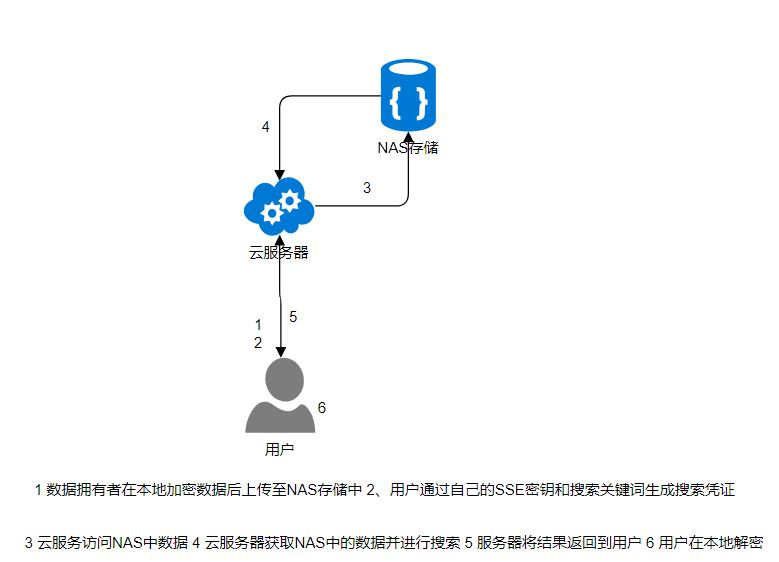 { }
NAS存储
4
3
云服务器
5
1
2
6
用户
1 数据拥有者在本地加密数据后上传至NAS存储中 2、用户通过自己的SSE密钥和搜索关键词生成搜索凭证
3 云服务访问NAS中数据 4 云服务器获取NAS中的数据并进行搜索 5 服务器将结果返回到用户 6 用户在本地解密